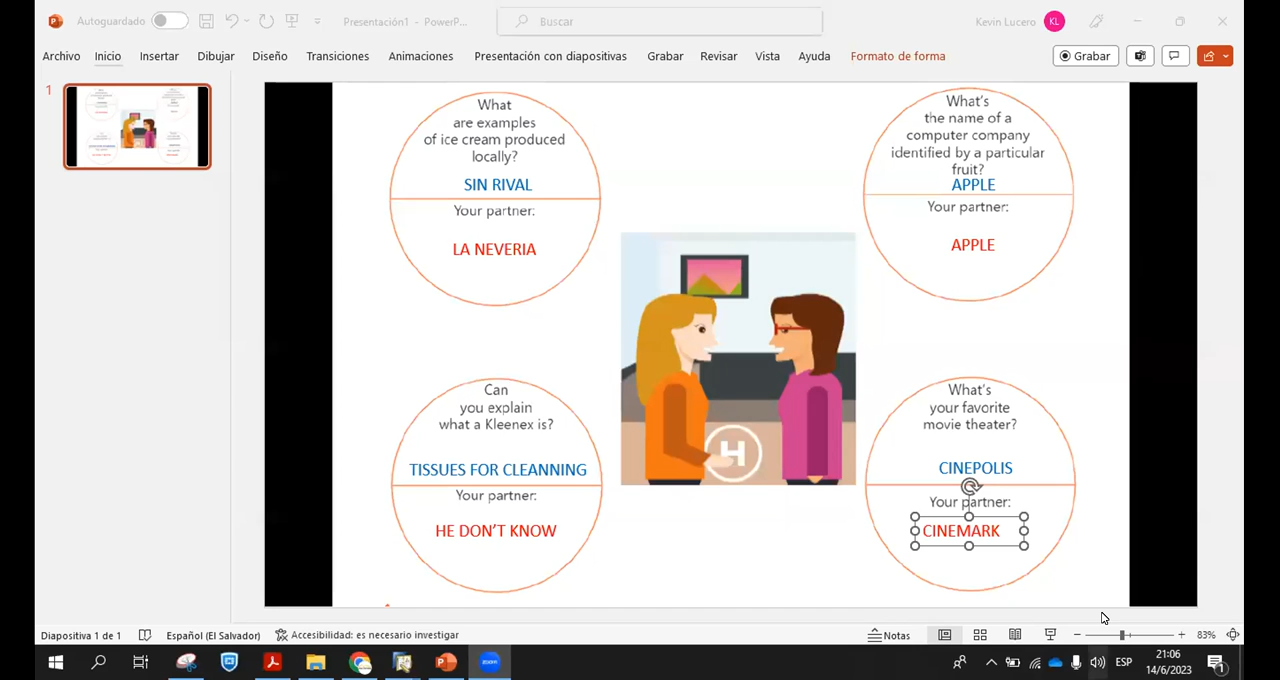 Autoguardado
Presentación1 - PowerP...
Buscar
Kevin Lucero
KL
Archivo
Inicio
Insertar
Dibujar
Diseño
Transiciones
Animaciones
Presentación con diapositivas
Grabar
Revisar
Vista
Ayuda
Formato de forma
Grabar
1
What
are examples
of ice cream produced
locally?
SIN RIVAL
Your partner:
LA NEVERIA
What's
the name of a
computer company
identified by a particular
fruit?
APPLE
Your partner:
APPLE
H
Can
you explain
what a Kleenex is?
TISSUES FOR CLEANNING
Your partner:
HE DON'T KNOW
What's
your favorite
movie theater?
CINEPOLIS
Your partner:
CINEMARK
Diapositiva 1 de 1
Español (El Salvador)
Accesibilidad: es necesario investigar
Notas
83%
zoom
ESP
21:06
14/6/2023
1